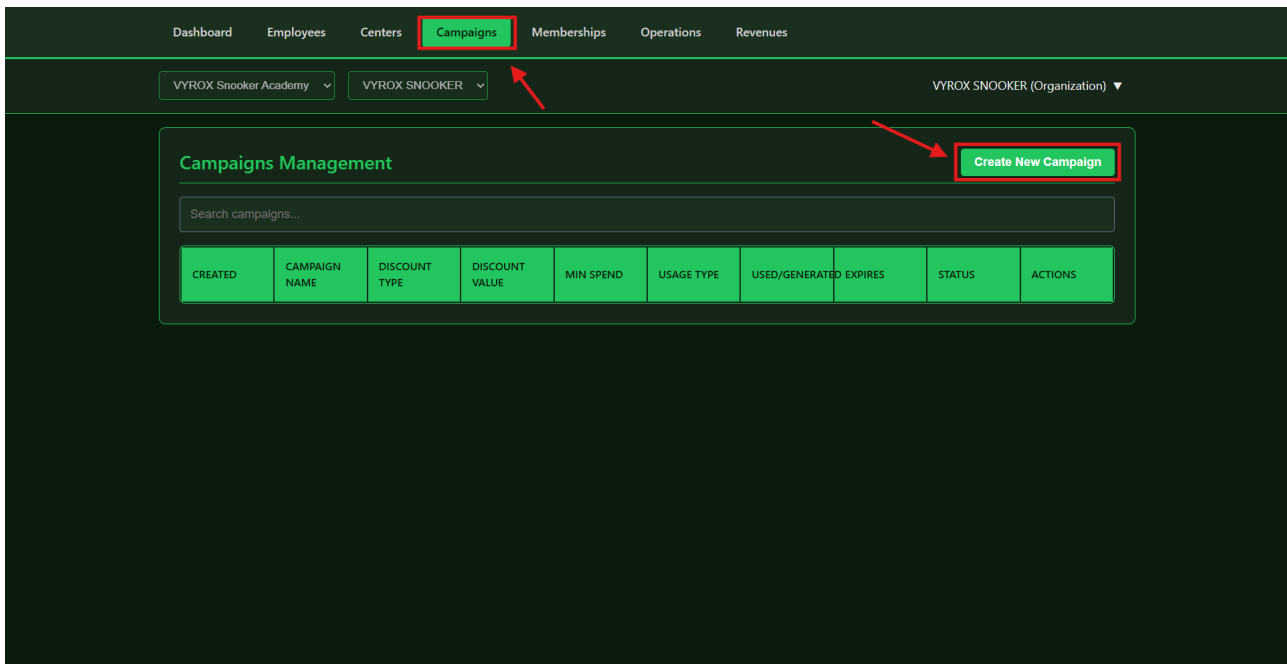 Dashboard Employees Centers Campaigns Memberships Operations Revenues
VYROX Snooker Academy VYROX SNOOKER VYROX SNOOKER (Organization) ▼
Campaigns Management Create New Campaign
Search campaigns...
CREATED CAMPAIGN NAME DISCOUNT TYPE DISCOUNT VALUE MIN SPEND USAGE TYPE USED/GENERATED EXPIRES STATUS ACTIONS